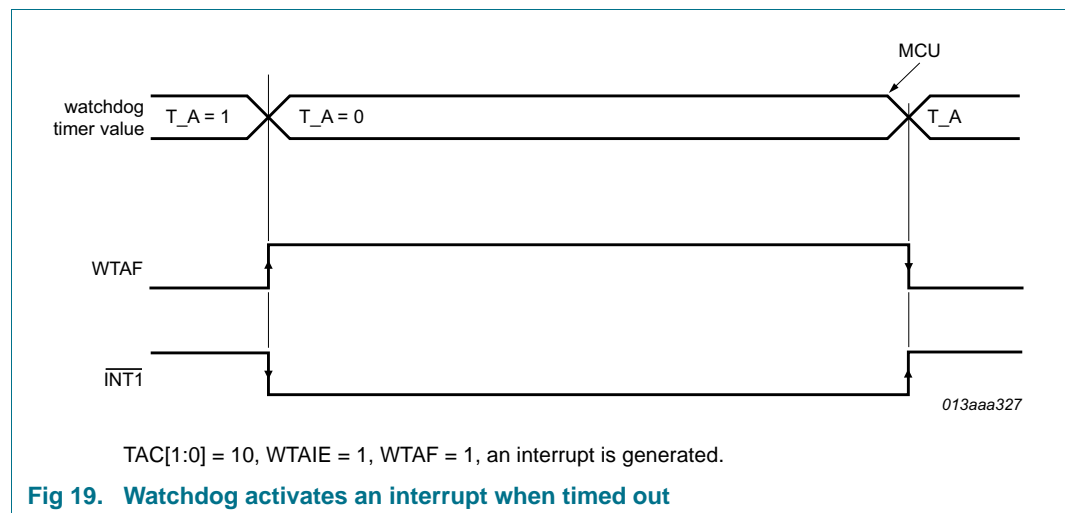 MCU
watchdog
timer value
T_A = 1
T_A = 0
T_A
WTAF
INT1
013aaa327
TAC[1:0] = 10, WTAIE = 1, WTAF = 1, an interrupt is generated.
Fig 19. Watchdog activates an interrupt when timed out